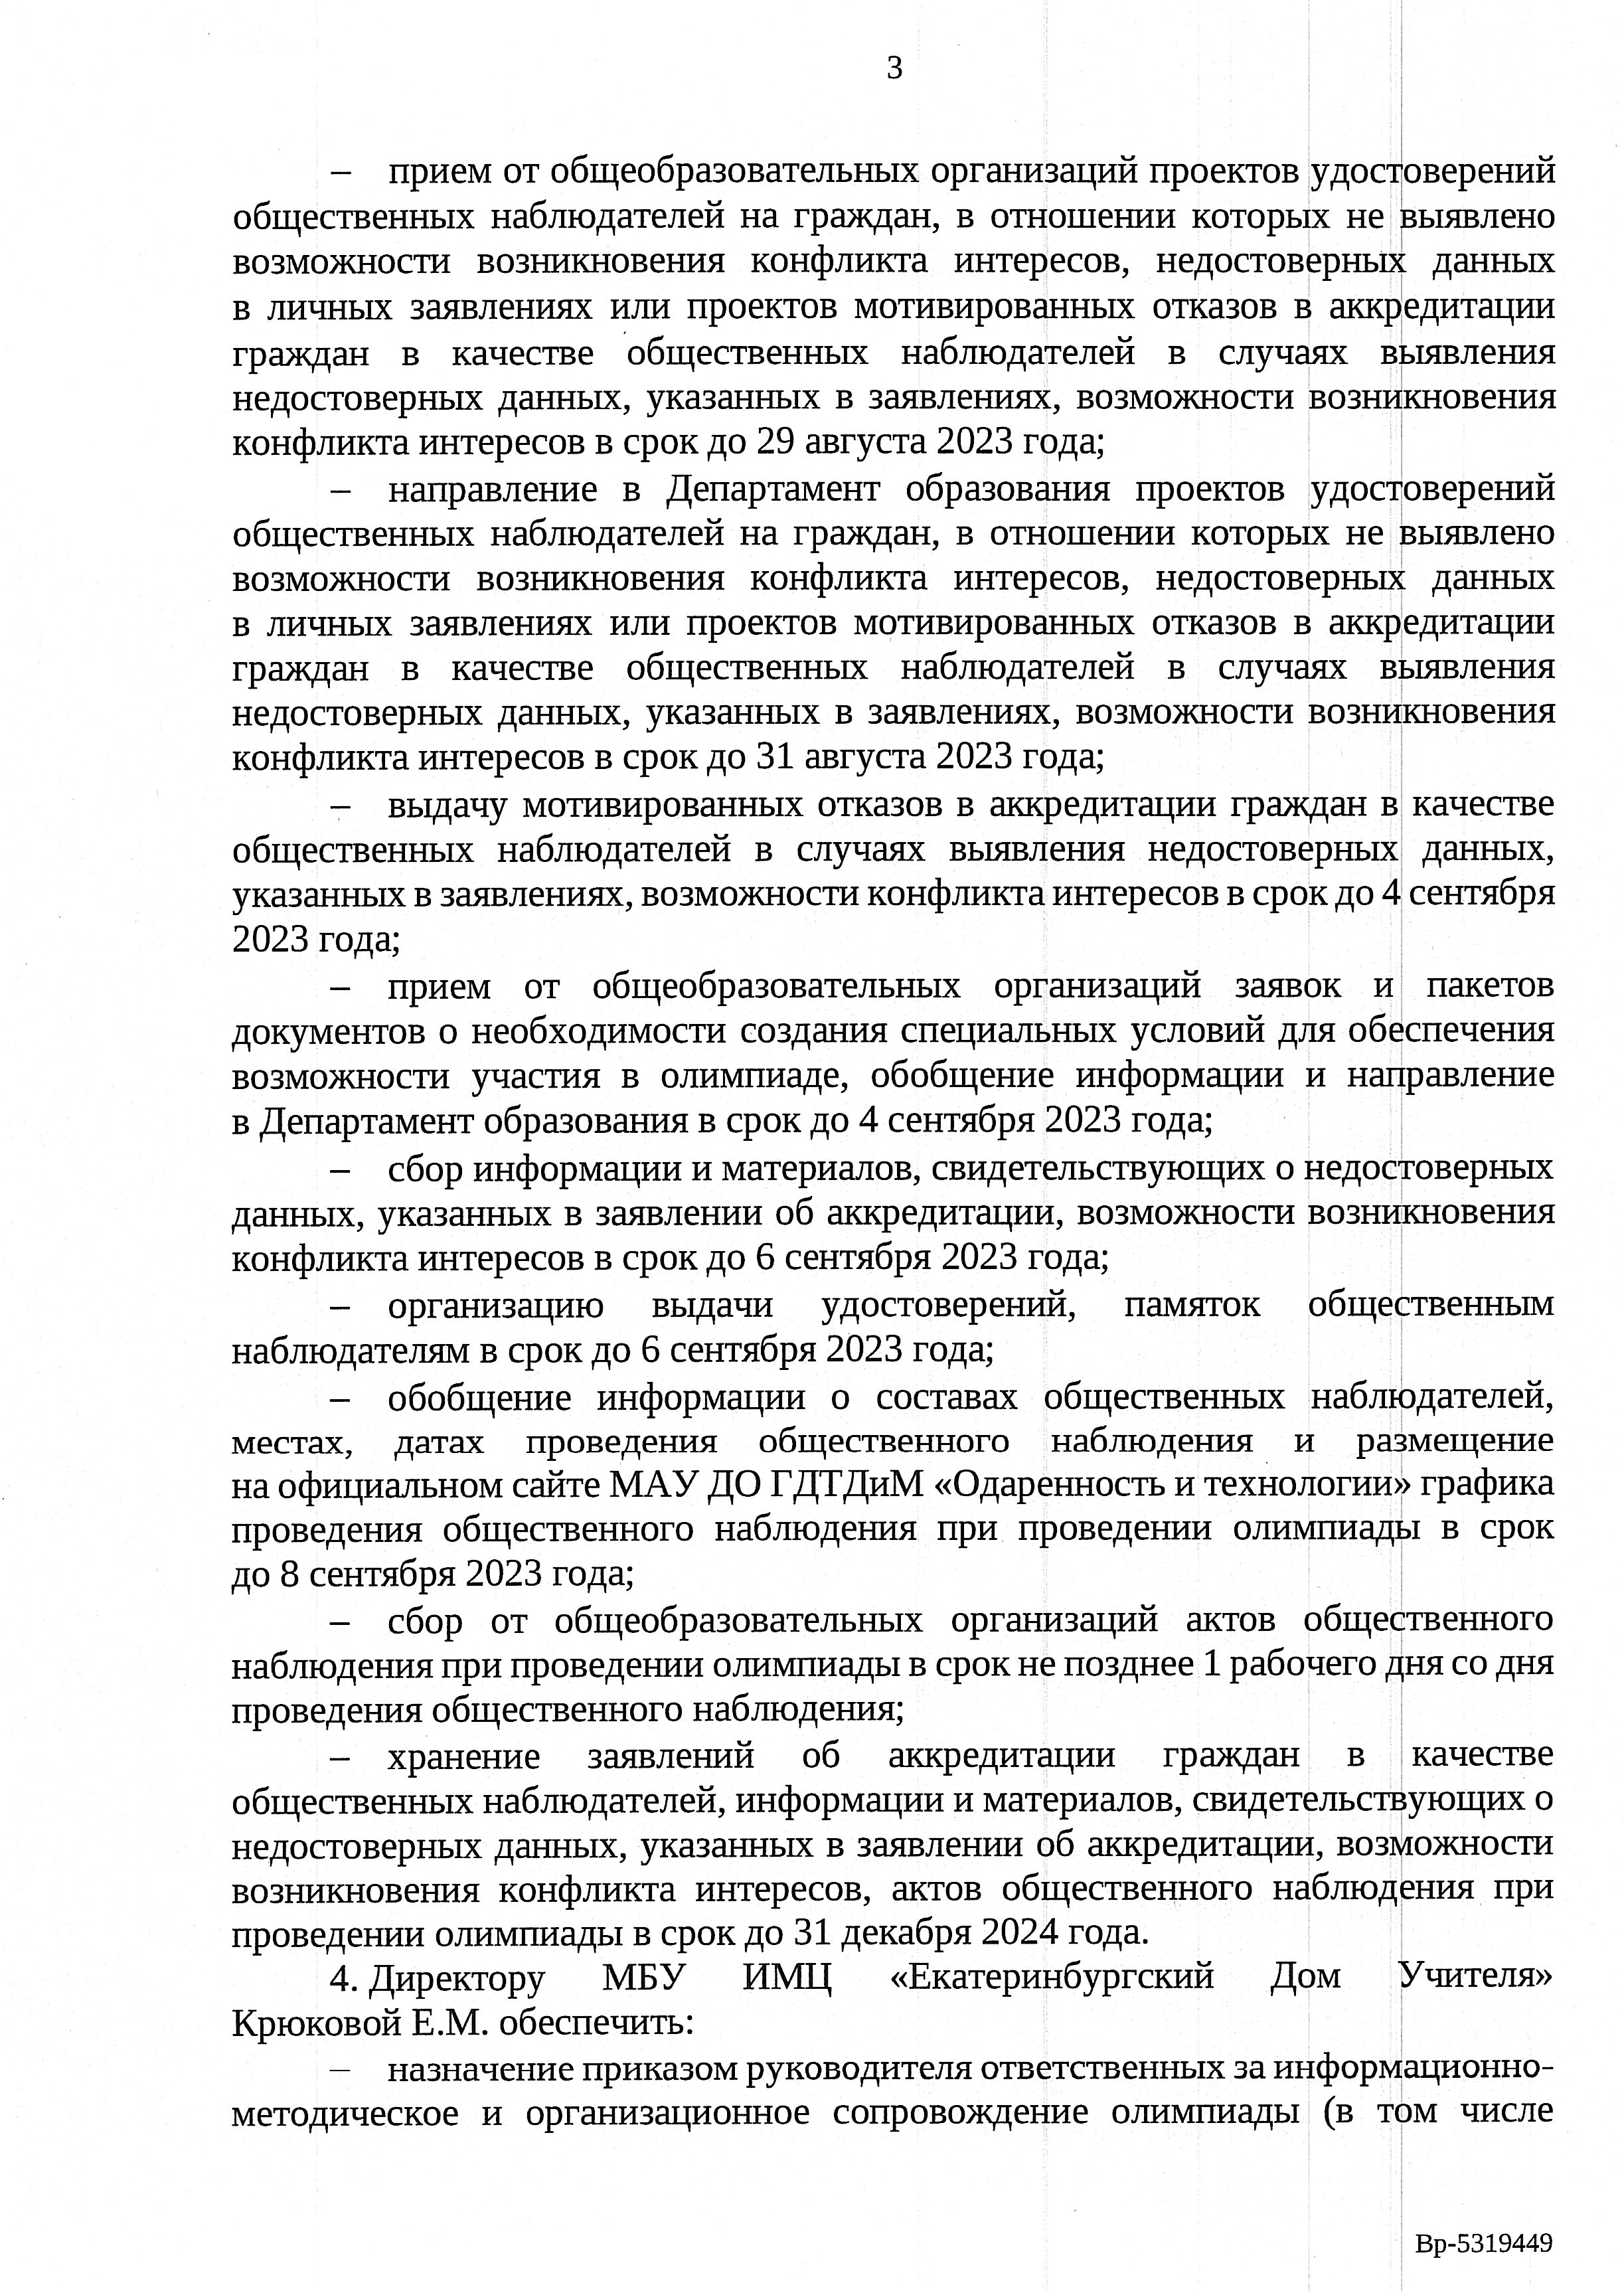 3
– прием от общеобразовательных организаций проектов удостоверений
общественных наблюдателей на граждан, в отношении которых не выявлено
возможности возникновения конфликта интересов, недостоверных данных
в личных заявлениях или проектов мотивированных отказов в аккредитации
граждан в качестве общественных наблюдателей в случаях выявления
недостоверных данных, указанных в заявлениях, возможности возникновения
конфликта интересов в срок до 29 августа 2023 года;
– направление в Департамент образования проектов удостоверений
общественных наблюдателей на граждан, в отношении которых не выявлено
возможности возникновения конфликта интересов, недостоверных данных
в личных заявлениях или проектов мотивированных отказов в аккредитации
граждан в качестве общественных наблюдателей в случаях выявления
недостоверных данных, указанных в заявлениях, возможности возникновения
конфликта интересов в срок до 31 августа 2023 года;
– выдачу мотивированных отказов в аккредитации граждан в качестве
общественных наблюдателей в случаях выявления недостоверных данных,
указанных в заявлениях, возможности конфликта интересов в срок до 4 сентября
2023 года;
– прием от общеобразовательных организаций заявок и пакетов
документов о необходимости создания специальных условий для обеспечения
возможности участия в олимпиаде, обобщение информации и направление
в Департамент образования в срок до 4 сентября 2023 года;
– сбор информации и материалов, свидетельствующих о недостоверных
данных, указанных в заявлении об аккредитации, возможности возникновения
конфликта интересов в срок до 6 сентября 2023 года;
– организацию выдачи удостоверений, памяток общественным
наблюдателям в срок до 6 сентября 2023 года;
– обобщение информации о составах общественных наблюдателей,
местах, датах проведения общественного наблюдения и размещение
на официальном сайте МАУ ДО ГДТДиМ «Одаренность и технологии» графика
проведения общественного наблюдения при проведении олимпиады в срок
до 8 сентября 2023 года;
– сбор от общеобразовательных организаций актов общественного
наблюдения при проведении олимпиады в срок не позднее 1 рабочего дня со дня
проведения общественного наблюдения;
– хранение заявлений об аккредитации граждан в качестве
общественных наблюдателей, информации и материалов, свидетельствующих о
недостоверных данных, указанных в заявлении об аккредитации, возможности
возникновения конфликта интересов, актов общественного наблюдения при
проведении олимпиады в срок до 31 декабря 2024 года.
4. Директору МБУ ИМЦ «Екатеринбургский Дом Учителя»
Крюковой Е.М. обеспечить:
– назначение приказом руководителя ответственных за информационно-
методическое и организационное сопровождение олимпиады (в том числе
Вр-5319449